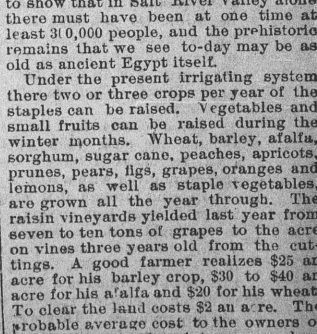 to show that in Salt River Valley alone
there must have been at one time at
least 310,000 people, and the prehistoric
remains that we see to-day may be as
old as ancient Egypt itself.
Under the present irrigating system
there two or three crops per year of the
staples can be raised. Vegetables and
small fruits can be raised during the
winter months. Wheat, barley, afalfa,
sorghum, sugar cane, peaches, apricots,
prunes, pears, figs, grapes, oranges and
lemons, as well as staple vegetables,
are grown all the year through. The
raisin vineyards yielded last year from
seven to ten tons of grapes to the acre
on vines three years old from the cut-
tings. A good farmer realizes $25 an
acre for his barley crop, $30 to $40 an
acre for his a'alfa and $20 for his wheat
To clear the land costs $2 an acre. The
probable average cost to the owners o